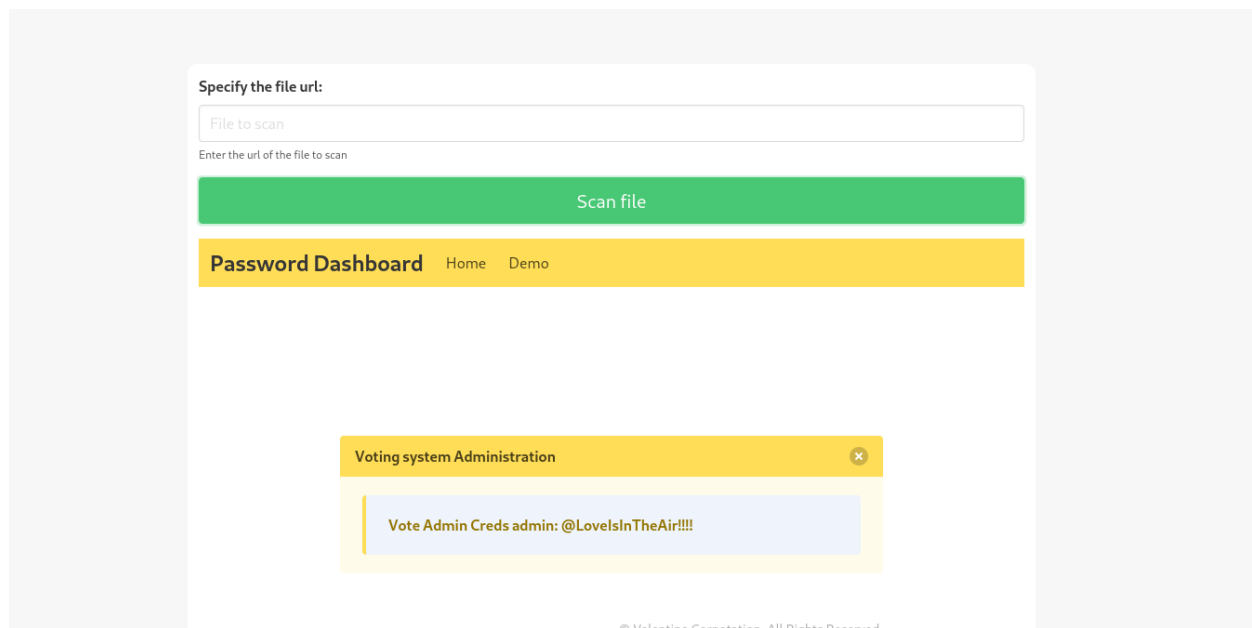 Specify the file url:
File to scan
Enter the url of the file to scan
Scan file
Password Dashboard Home Demo
Voting system Administration
Vote Admin Creds admin: @LoveIsInTheAir!!!!